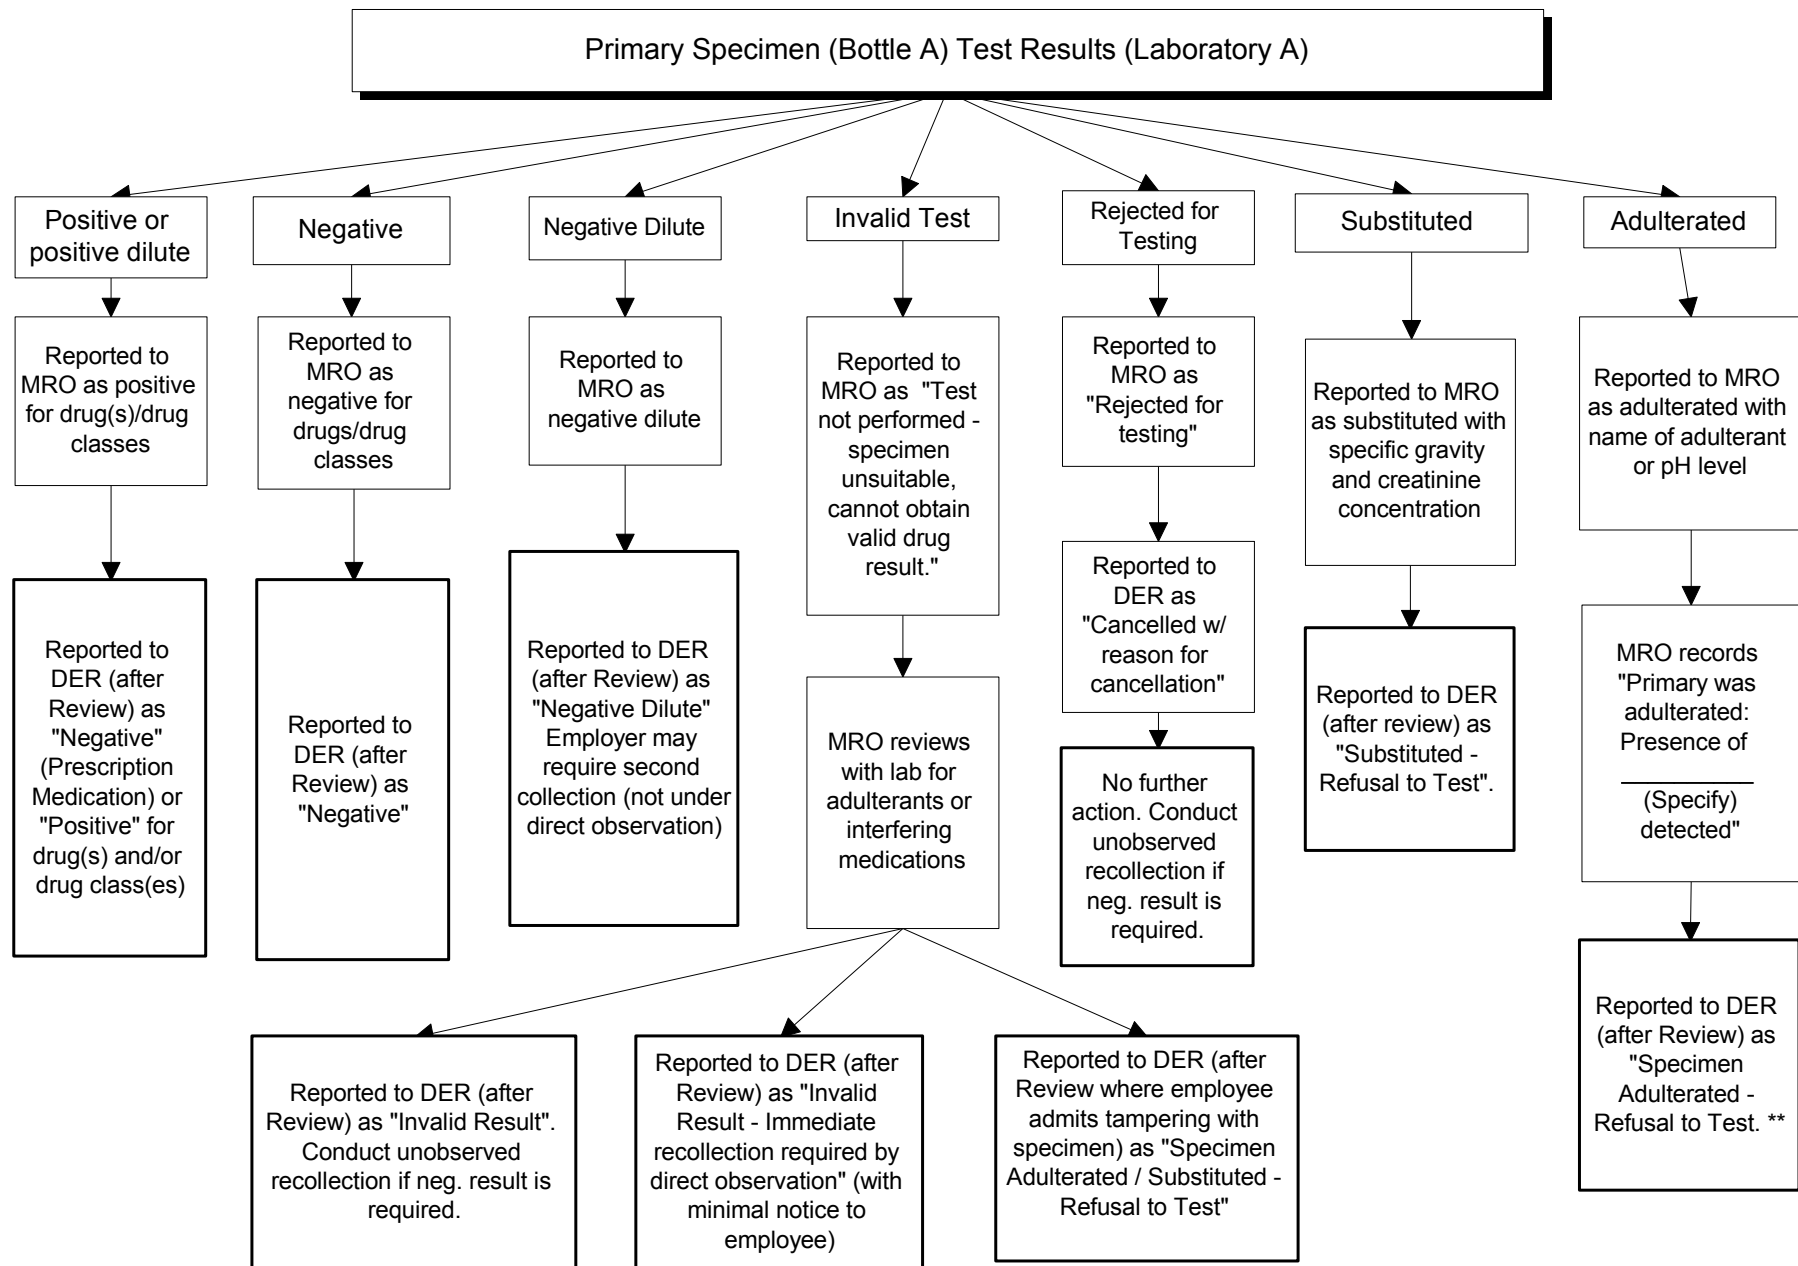 Primary Specimen (Bottle A) Test Results (Laboratory A)
Positive or
positive dilute
Negative
Negative Dilute
Invalid Test
Rejected for
Testing
Substituted
Adulterated
Reported to
MRO as positive
for drug(s)/drug
classes
Reported to
MRO as
negative for
drugs/drug
classes
Reported to
MRO as
negative dilute
Reported to
MRO as "Test
not performed -
specimen
unsuitable,
cannot obtain
valid drug
result."
Reported to
MRO as
"Rejected for
testing"
Reported to MRO
as substituted with
specific gravity
and creatinine
concentration
Reported to MRO
as adulterated with
name of adulterant
or pH level
Reported to
DER (after
Review) as
"Negative"
(Prescription
Medication) or
"Positive" for
drug(s) and/or
drug class(es)
Reported to
DER (after
Review) as
"Negative"
Reported to DER
(after Review) as
"Negative Dilute"
Employer may
require second
collection (not under
direct observation)
MRO reviews
with lab for
adulterants or
interfering
medications
Reported to
DER as
"Cancelled w/
reason for
cancellation"
No further
action. Conduct
unobserved
recollection if
neg. result is
required.
Reported to DER
(after review) as
"Substituted -
Refusal to Test".
MRO records
"Primary was
adulterated:
Presence of
__________
(Specify)
detected"
Reported to DER
(after Review) as
"Specimen
Adulterated -
Refusal to Test. **
Reported to DER (after
Review) as "Invalid Result".
Conduct unobserved
recollection if neg. result is
required.
Reported to DER (after
Review) as "Invalid
Result - Immediate
recollection required by
direct observation" (with
minimal notice to
employee)
Reported to DER (after
Review where employee
admits tampering with
specimen) as "Specimen
Adulterated / Substituted -
Refusal to Test"